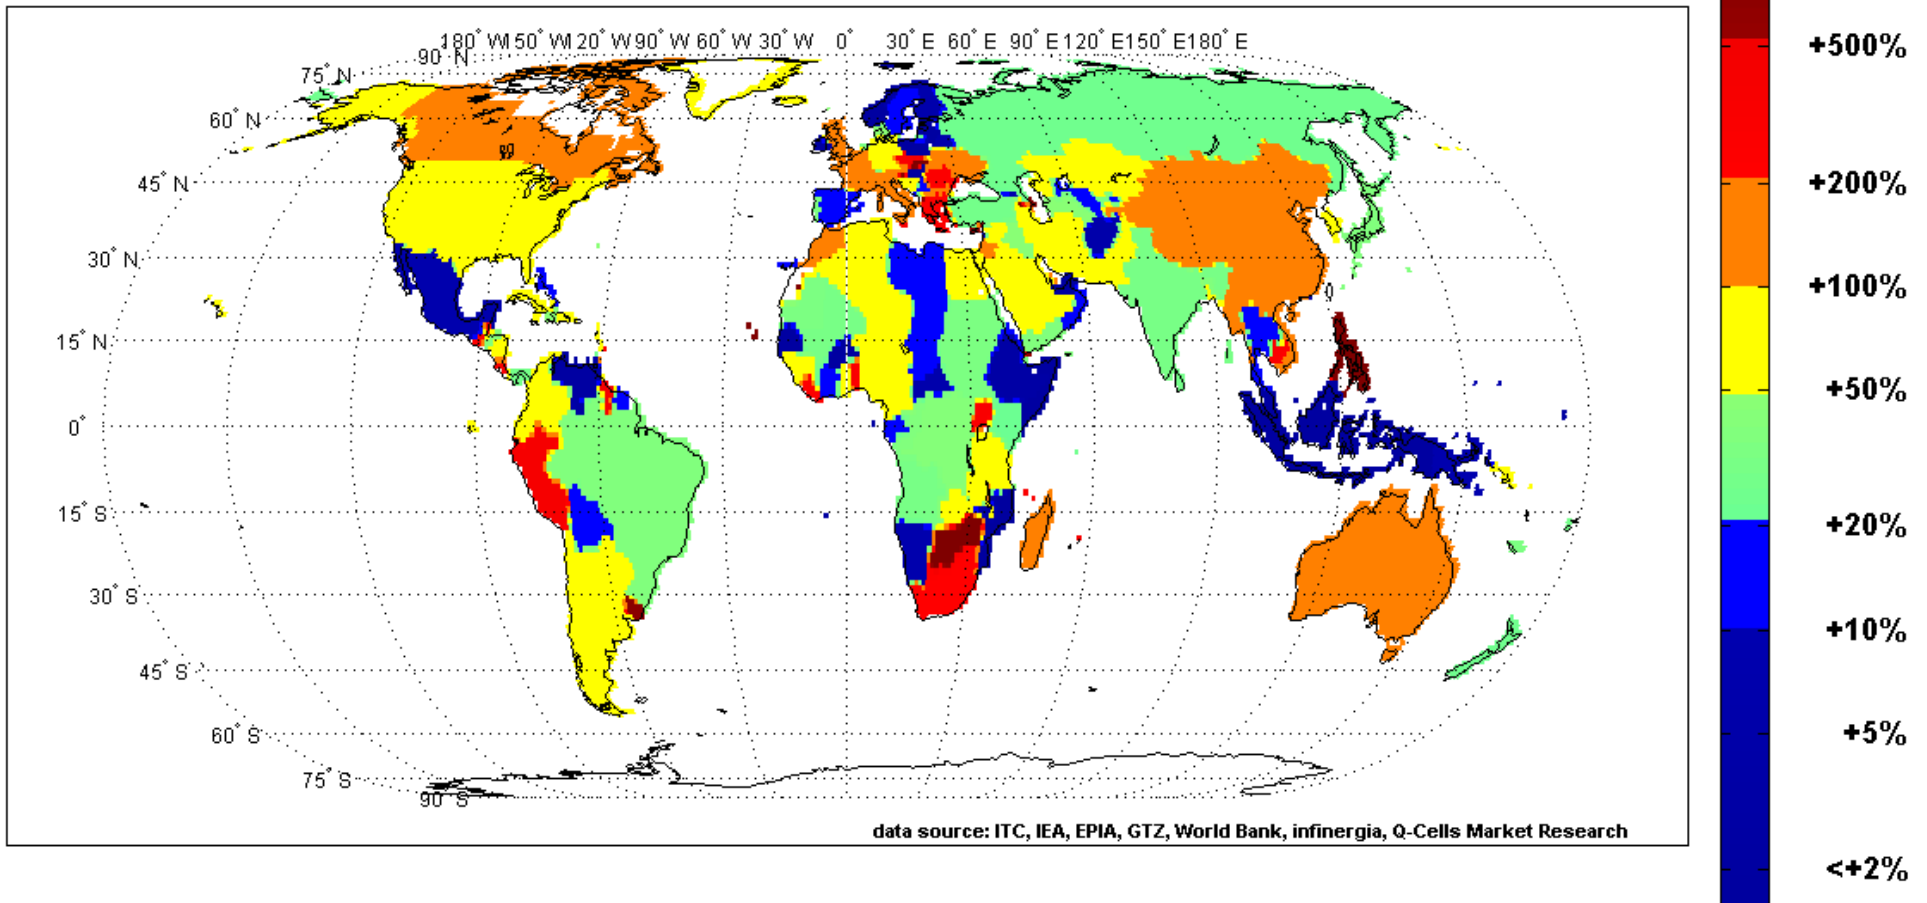 180° W150° W120° W90° W 60° W 30° W 0° 30° E 60° E 90° E120° E150° E180° E
90° N
75° N
60° N
45° N
30° N
15° N
0°
15° S
30° S
45° S
60° S
75° S
90° S
data source: ITC, IEA, EPIA, GTZ, World Bank, infinergia, Q-Cells Market Research
+500%
+200%
+100%
+50%
+20%
+10%
+5%
<+2%